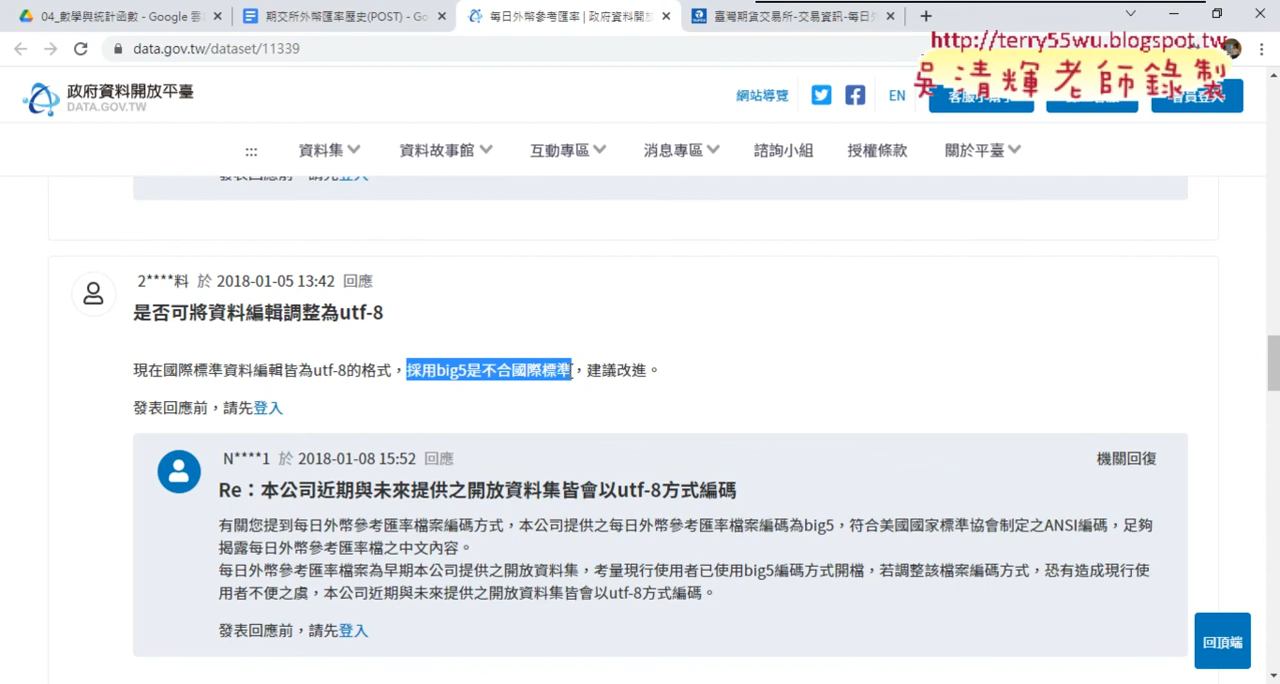 04_數學與統計函數 - Google 雲
期交所外幣匯率歷史(POST) - Go
每日外幣參考匯率 | 政府資料開放
臺灣期貨交易所-交易資訊-每日外
data.gov.tw/dataset/11339
http://terry55wu.blogspot.tw
吳清輝老師錄製
政府資料開放平臺
DATA.GOV.TW
網站導覽
EN
資料集
資料故事館
互動專區
消息專區
諮詢小組
授權條款
關於平臺
發表回應前，請先登入
2****料 於 2018-01-05 13:42 回應
是否可將資料編輯調整為utf-8
現在國際標準資料編輯皆為utf-8的格式，採用big5是不合國際標準，建議改進。
發表回應前，請先登入
N****1 於 2018-01-08 15:52 回應
機關回復
Re：本公司近期與未來提供之開放資料集皆會以utf-8方式編碼
有關您提到每日外幣參考匯率檔案編碼方式，本公司提供之每日外幣參考匯率檔案編碼為big5，符合美國國家標準協會制定之ANSI編碼，足夠
揭露每日外幣參考匯率檔之中文內容。
每日外幣參考匯率檔案為早期本公司提供之開放資料集，考量現行使用者已使用big5編碼方式開檔，若調整該檔案編碼方式，恐有造成現行使
用者不便之虞，本公司近期與未來提供之開放資料集皆會以utf-8方式編碼。
發表回應前，請先登入
回頂端